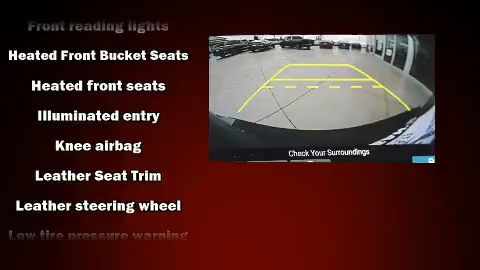 Front reading lights
Heated Front Bucket Seats
Heated front seats
Illuminated entry
Knee airbag
Leather Seat Trim
Leather steering wheel
Low tire pressure warning
Check Your Surroundings